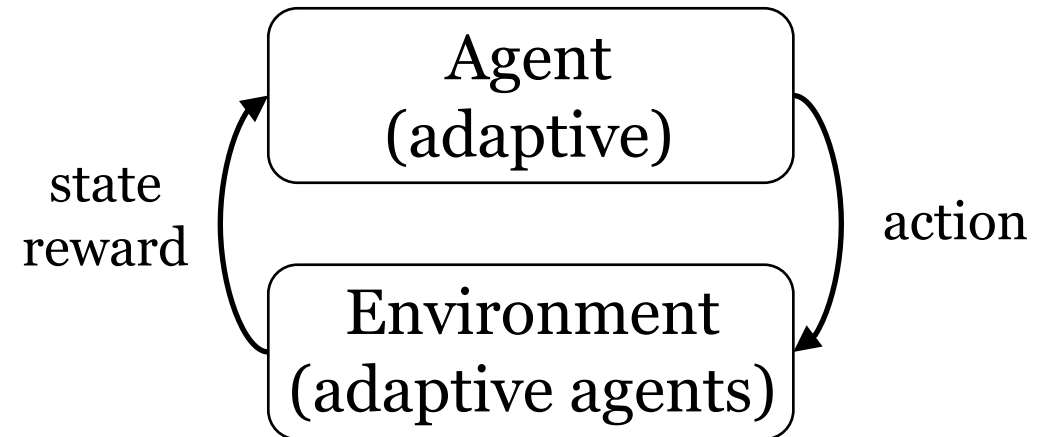 Agent
(adaptive)
state
reward
action
Environment
(adaptive agents)